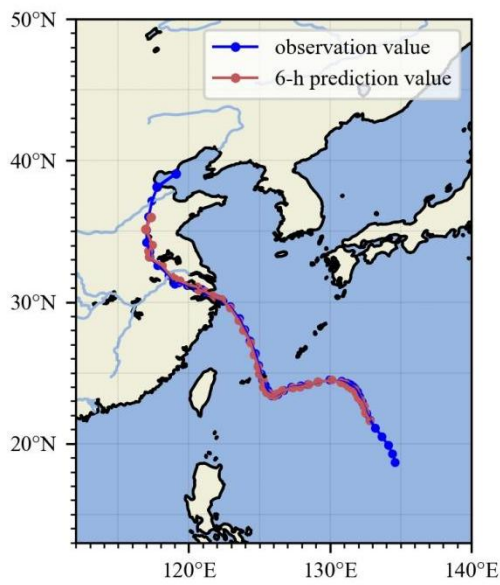 50°N
observation value
6-h prediction value
40°N
30°N
20°N
120°E
130°E
140°E